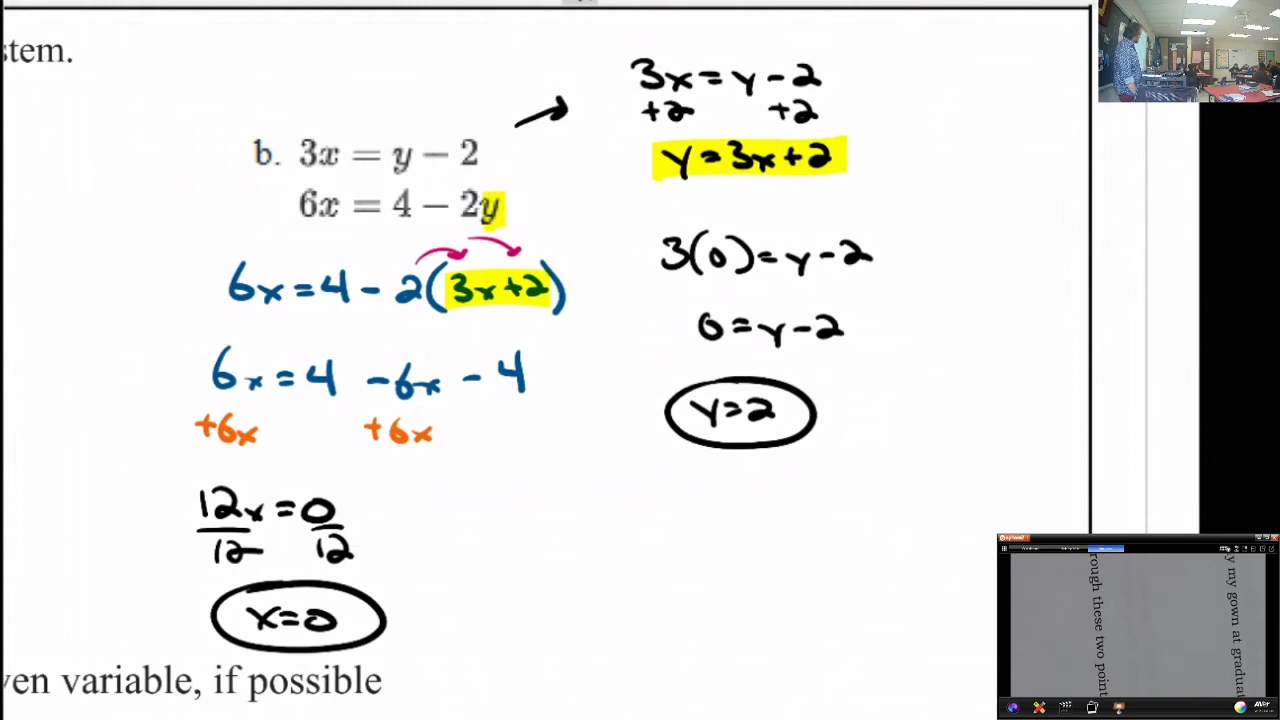 stem.
3x = y - 2
+2 +2
y = 3x + 2
b. 3x = y − 2
6x = 4 − 2y
6x = 4 - 2(3x+2)
6x = 4 -6x - 4
+6x +6x
12x = 0
12 12
x = 0
3(0) = y - 2
0 = y - 2
y = 2
ven variable, if possible
rough these two point
y my gown at graduat